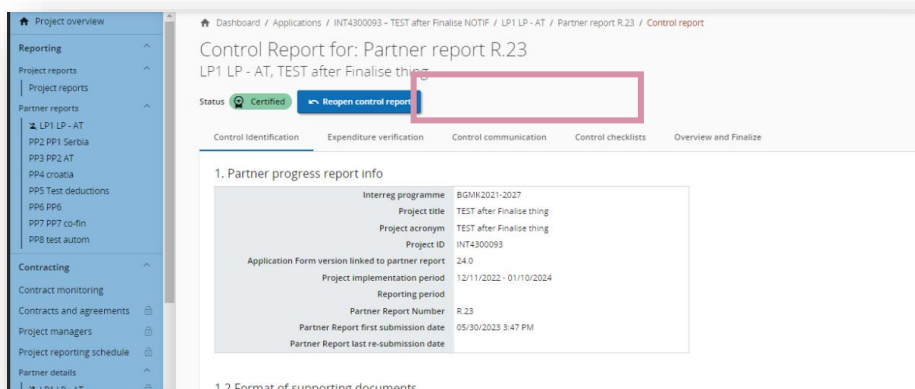 Project overview
Reporting
Project reports
Project reports
Partner reports
LP1 LP - AT
PP2 PP1 Serbia
PP3 PP2 AT
PP4 croatia
PP5 Test deductions
PP6 PP6
PP7 PP7 co-fin
PP8 test autom
Contracting
Contract monitoring
Contracts and agreements
Project managers
Project reporting schedule
Partner details
LP1 LP - AT
Dashboard / Applications / INT4300093 – TEST after Finalise NOTIF / LP1 LP - AT / Partner report R.23 / Control report
Control Report for: Partner report R.23
LP1 LP - AT, TEST after Finalise thing
Status Certified Reopen control report
Control Identification Expenditure verification Control communication Control checklists Overview and Finalize
1. Partner progress report info
Interreg programme BGMK2021-2027
Project title TEST after Finalise thing
Project acronym TEST after Finalise thing
Project ID INT4300093
Application Form version linked to partner report 24.0
Project implementation period 12/11/2022 - 01/10/2024
Reporting period
Partner Report Number R.23
Partner Report first submission date 05/30/2023 3:47 PM
Partner Report last re-submission date
1.2 Format of supporting documents